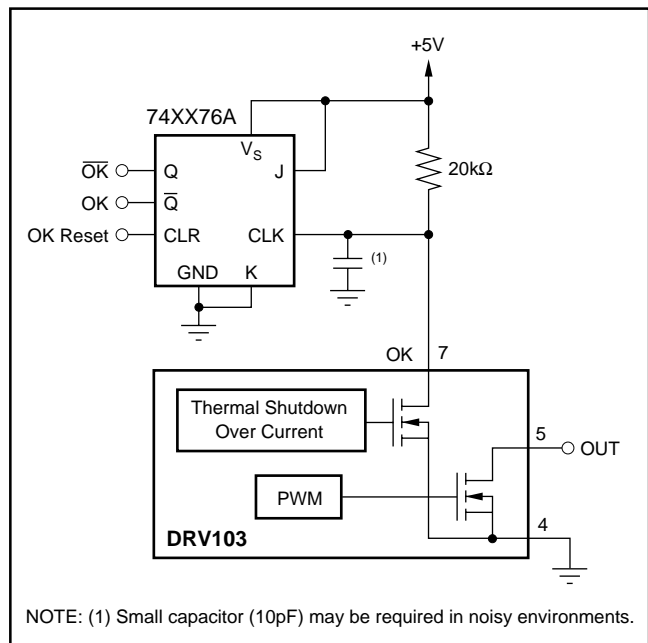 +5V
74XX76A
V_S
O̅K̅ Q J
20kΩ
OK Q̅
OK Reset CLR CLK
(1)
GND K
OK 7
Thermal Shutdown
Over Current
5
OUT
PWM
4
DRV103
NOTE: (1) Small capacitor (10pF) may be required in noisy environments.